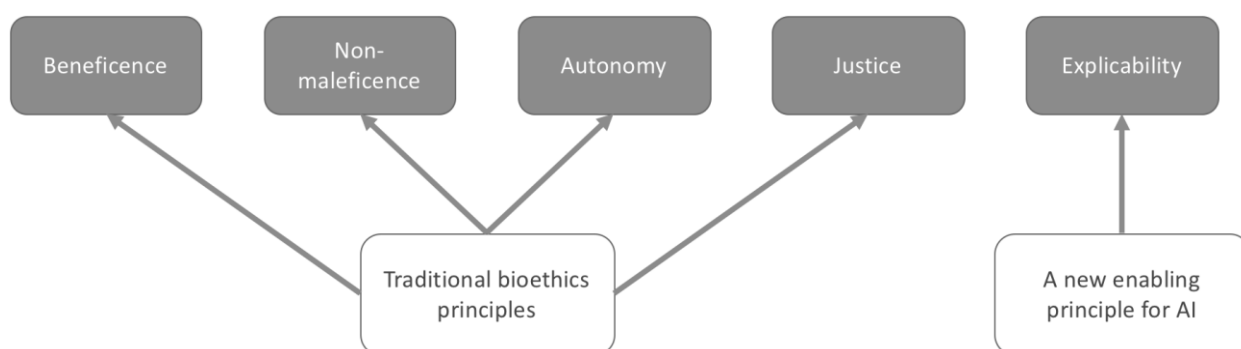 Beneficence
Non-
maleficence
Autonomy
Justice
Explicability
Traditional bioethics
principles
A new enabling
principle for AI